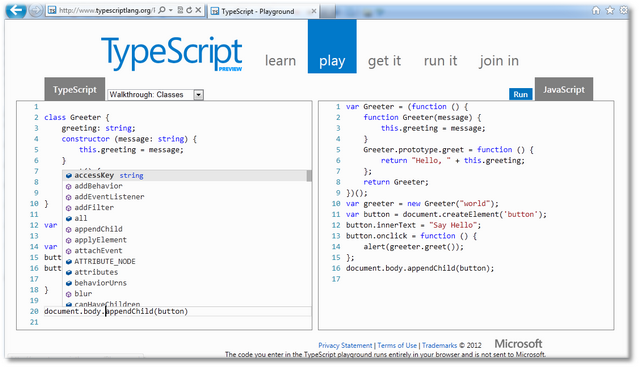 http://www.typescriptlang.org/
TypeScript - Playground
TypeScript
PREVIEW
learn
play
get it
run it
join in
TypeScript
Walkthrough: Classes
Run
JavaScript
1
2 class Greeter {
3 greeting: string;
4 constructor (message: string) {
5 this.greeting = message;
6 }
7
accessKey string
addBehavior
addEventListener
addFilter
all
appendChild
applyElement
attachEvent
ATTRIBUTE_NODE
attributes
behaviorUrns
blur
canHaveChildren
8
9
10 }
11
12 var
13
14 var
15 butt
16 butt
17
18 }
19
20 document.body.appendChild(button)
21
1 var Greeter = (function () {
2 function Greeter(message) {
3 this.greeting = message;
4 }
5 Greeter.prototype.greet = function () {
6 return "Hello, " + this.greeting;
7 };
8 return Greeter;
9 })();
10 var greeter = new Greeter("world");
11 var button = document.createElement('button');
12 button.innerText = "Say Hello";
13 button.onclick = function () {
14 alert(greeter.greet());
15 };
16 document.body.appendChild(button);
17
Privacy Statement | Terms of Use | Trademarks © 2012 Microsoft
The code you enter in the TypeScript playground runs entirely in your browser and is not sent to Microsoft.